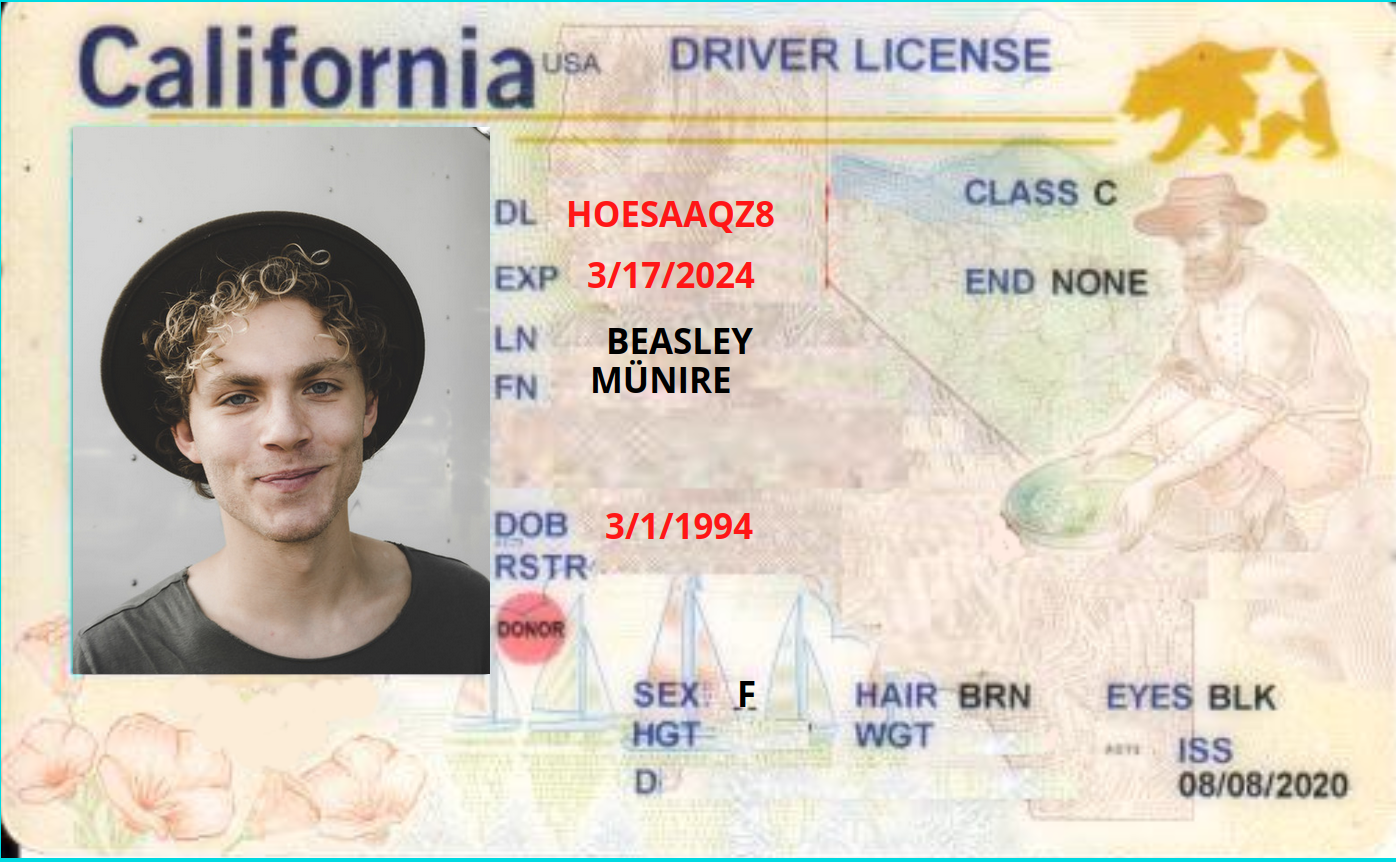 California USA DRIVER LICENSE
CLASS C
DL HOESAAQZ8
EXP 3/17/2024
END NONE
LN BEASLEY
FN MÜNIRE
DOB 3/1/1994
RSTR
DONOR
SEX F HAIR BRN EYES BLK
HGT WGT
ISS
D
08/08/2020